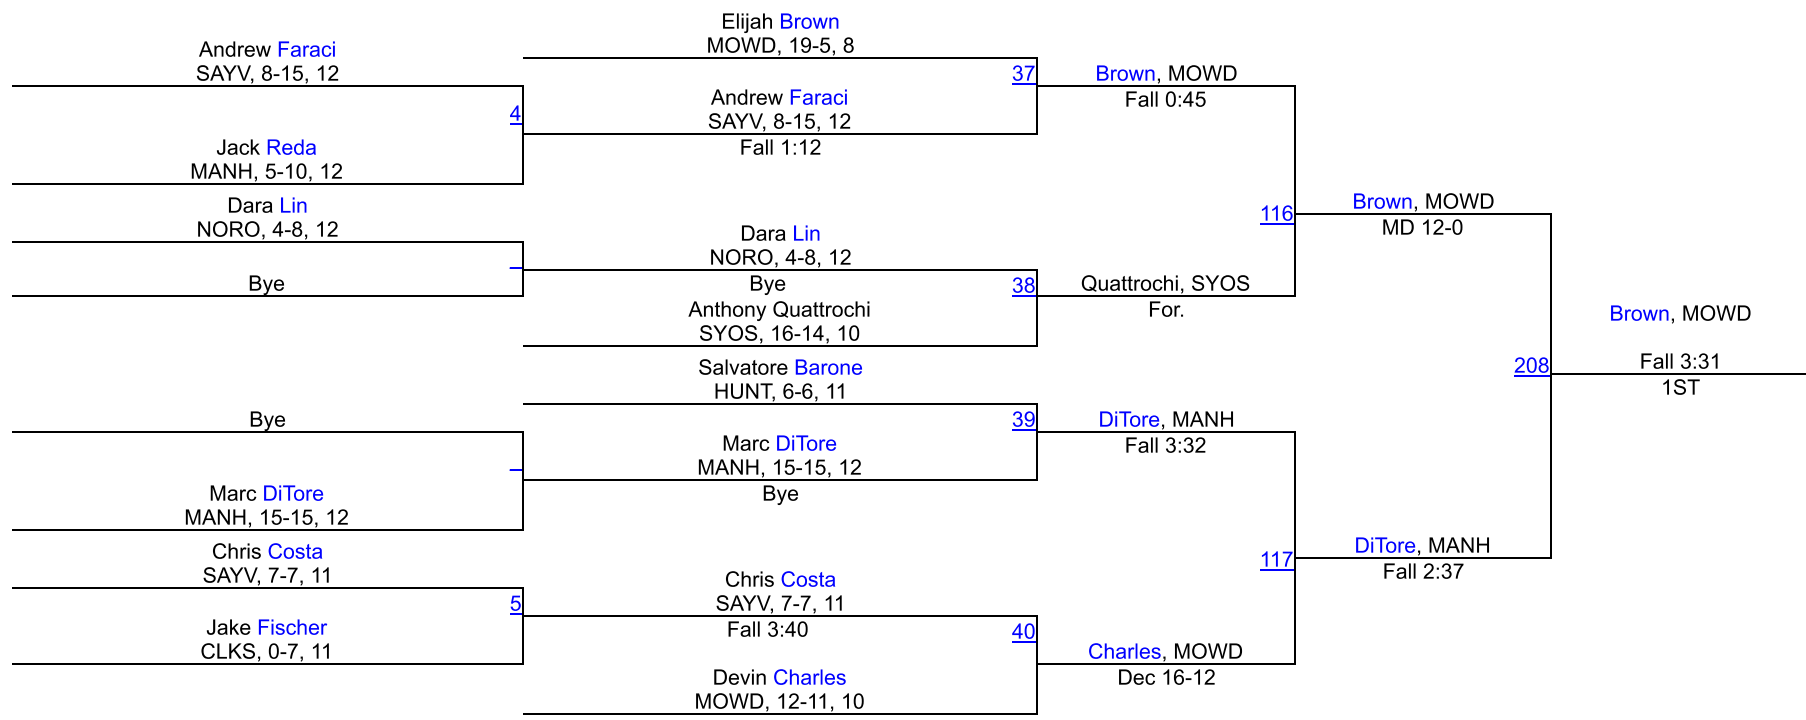 Andrew Faraci
SAYV, 8-15, 12
4
Jack Reda
MANH, 5-10, 12
Dara Lin
NORO, 4-8, 12
Bye
Bye
Marc DiTore
MANH, 15-15, 12
Chris Costa
SAYV, 7-7, 11
5
Jake Fischer
CLKS, 0-7, 11
Elijah Brown
MOWD, 19-5, 8
37
Andrew Faraci
SAYV, 8-15, 12
Fall 1:12
Dara Lin
NORO, 4-8, 12
Bye
38
Anthony Quattrochi
SYOS, 16-14, 10
Salvatore Barone
HUNT, 6-6, 11
39
Marc DiTore
MANH, 15-15, 12
Bye
Chris Costa
SAYV, 7-7, 11
Fall 3:40
40
Devin Charles
MOWD, 12-11, 10
Brown, MOWD
Fall 0:45
116
Quattrochi, SYOS
For.
DiTore, MANH
Fall 3:32
117
Charles, MOWD
Dec 16-12
Brown, MOWD
MD 12-0
208
DiTore, MANH
Fall 2:37
Brown, MOWD
Fall 3:31
1ST